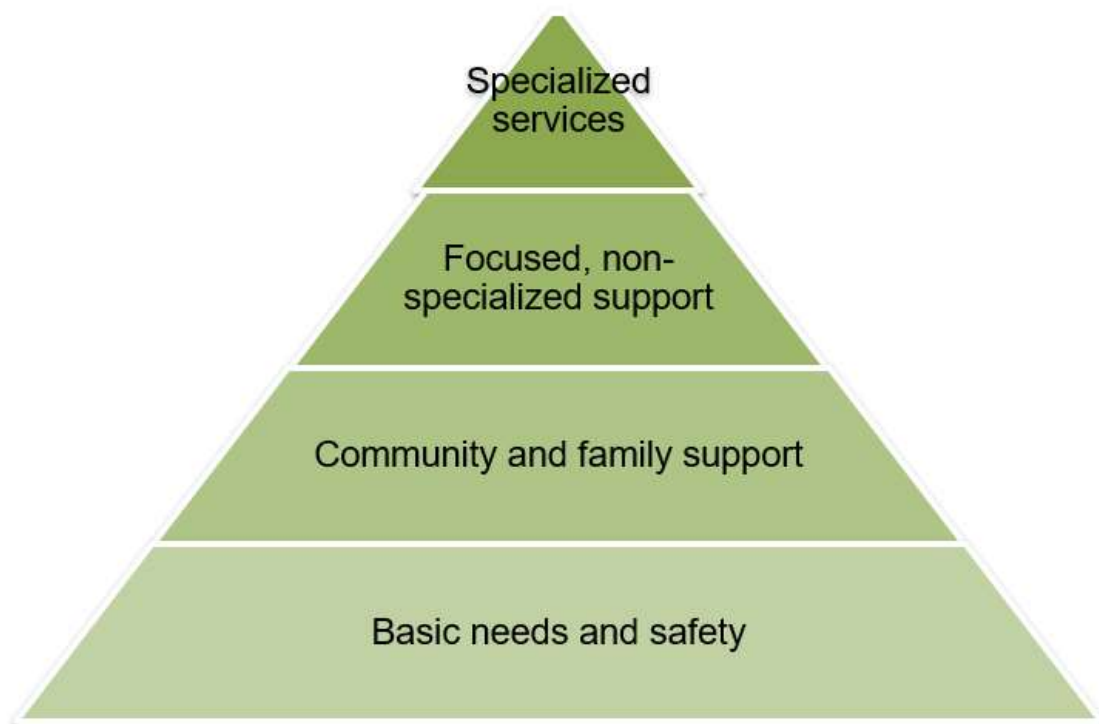 Specialized
services
Focused, non-
specialized support
Community and family support
Basic needs and safety